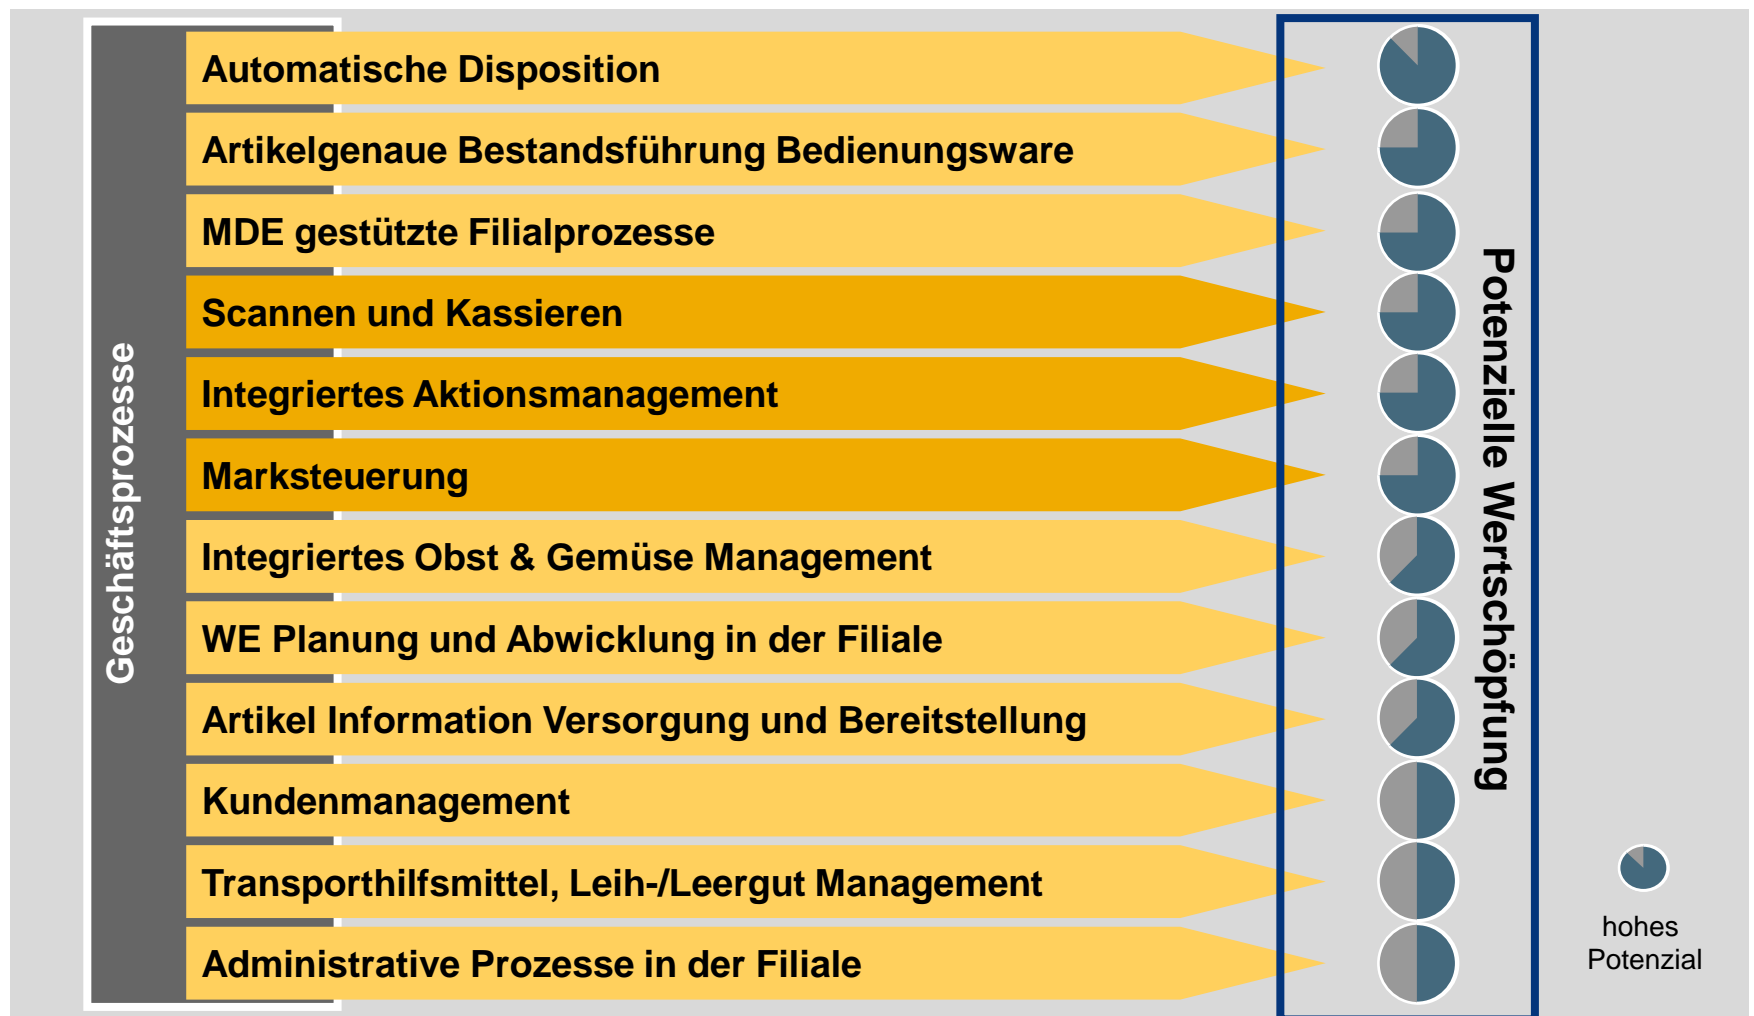 Geschäftsprozesse
Automatische Disposition
Artikelgenaue Bestandsführung Bedienungsware
MDE gestützte Filialprozesse
Scannen und Kassieren
Integriertes Aktionsmanagement
Marksteuerung
Integriertes Obst & Gemüse Management
WE Planung und Abwicklung in der Filiale
Artikel Information Versorgung und Bereitstellung
Kundenmanagement
Transporthilfsmittel, Leih-/Leergut Management
Administrative Prozesse in der Filiale
Potenzielle Wertschöpfung
hohes
Potenzial